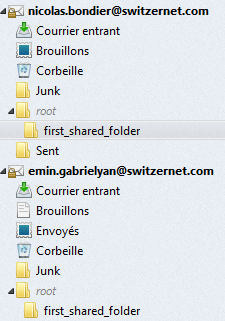 nicolas.bondier@switzernet.com
Courrier entrant
Brouillons
Corbeille
Junk
root
first_shared_folder
Sent
emin.gabrielyan@switzernet.com
Courrier entrant
Brouillons
Envoyés
Corbeille
Junk
root
first_shared_folder